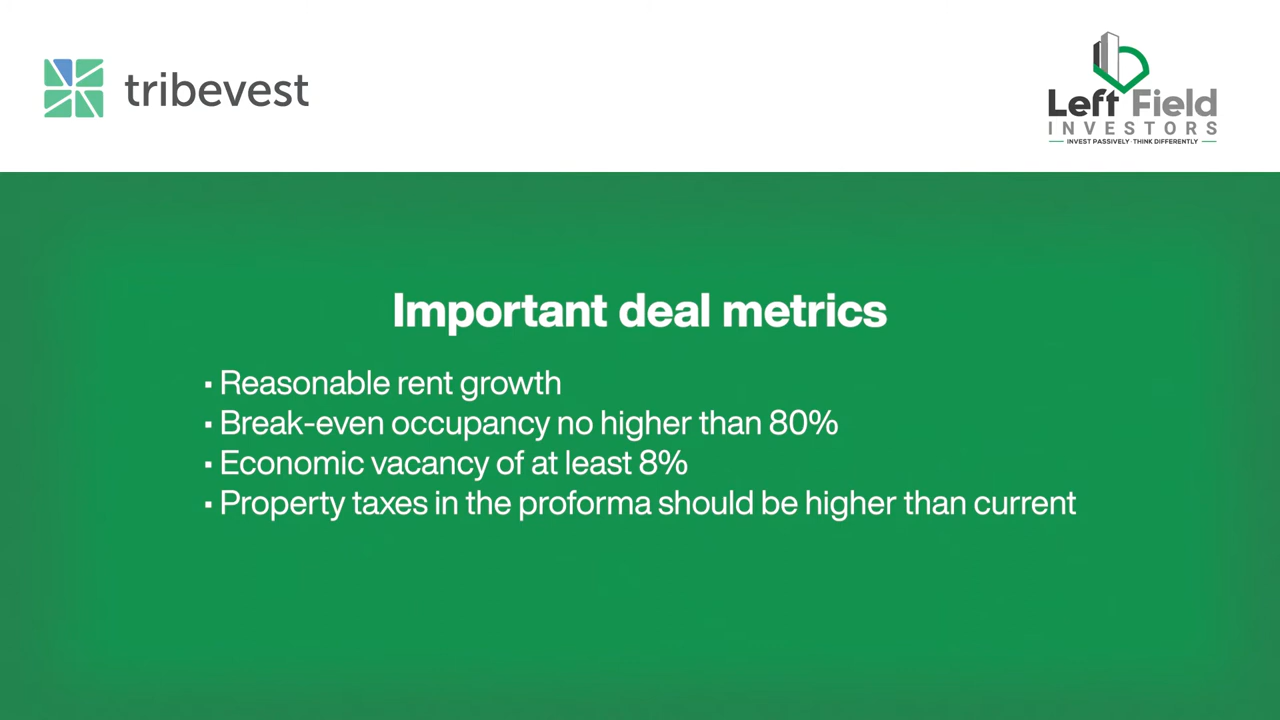 tribevest
Left Field
INVESTORS
INVEST PASSIVELY · THINK DIFFERENTLY
Important deal metrics
▪ Reasonable rent growth
▪ Break-even occupancy no higher than 80%
▪ Economic vacancy of at least 8%
▪ Property taxes in the proforma should be higher than current